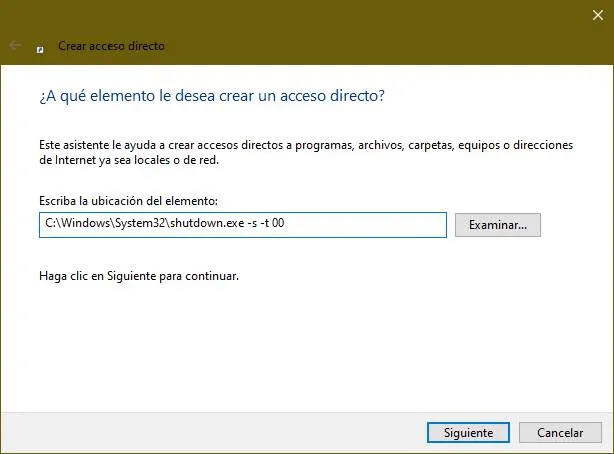 Crear acceso directo
¿A qué elemento le desea crear un acceso directo?
Este asistente le ayuda a crear accesos directos a programas, archivos, carpetas, equipos o direcciones
de Internet ya sea locales o de red.
Escriba la ubicación del elemento:
C:\Windows\System32\shutdown.exe -s -t 00
Examinar...
Haga clic en Siguiente para continuar.
Siguiente
Cancelar